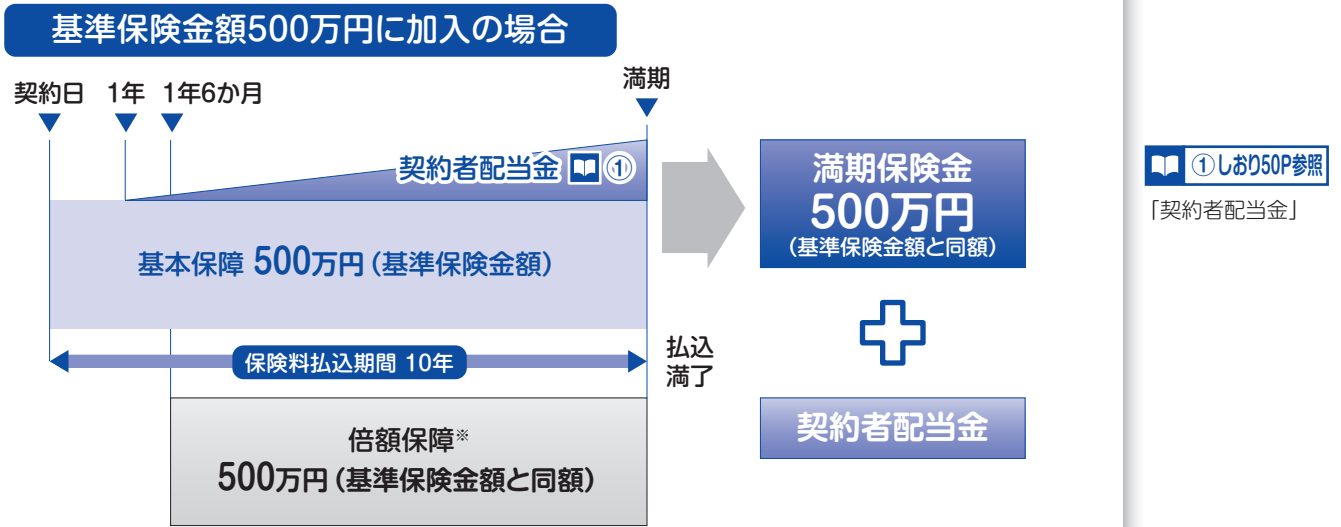 基準保険金額500万円に加入の場合
契約日 1年 1年6か月 満期
契約者配当金 ①
基本保障 500万円(基準保険金額)
保険料払込期間 10年
払込
満了
倍額保障※
500万円(基準保険金額と同額)
満期保険金
500万円
(基準保険金額と同額)
契約者配当金
①しおり50P参照
「契約者配当金」